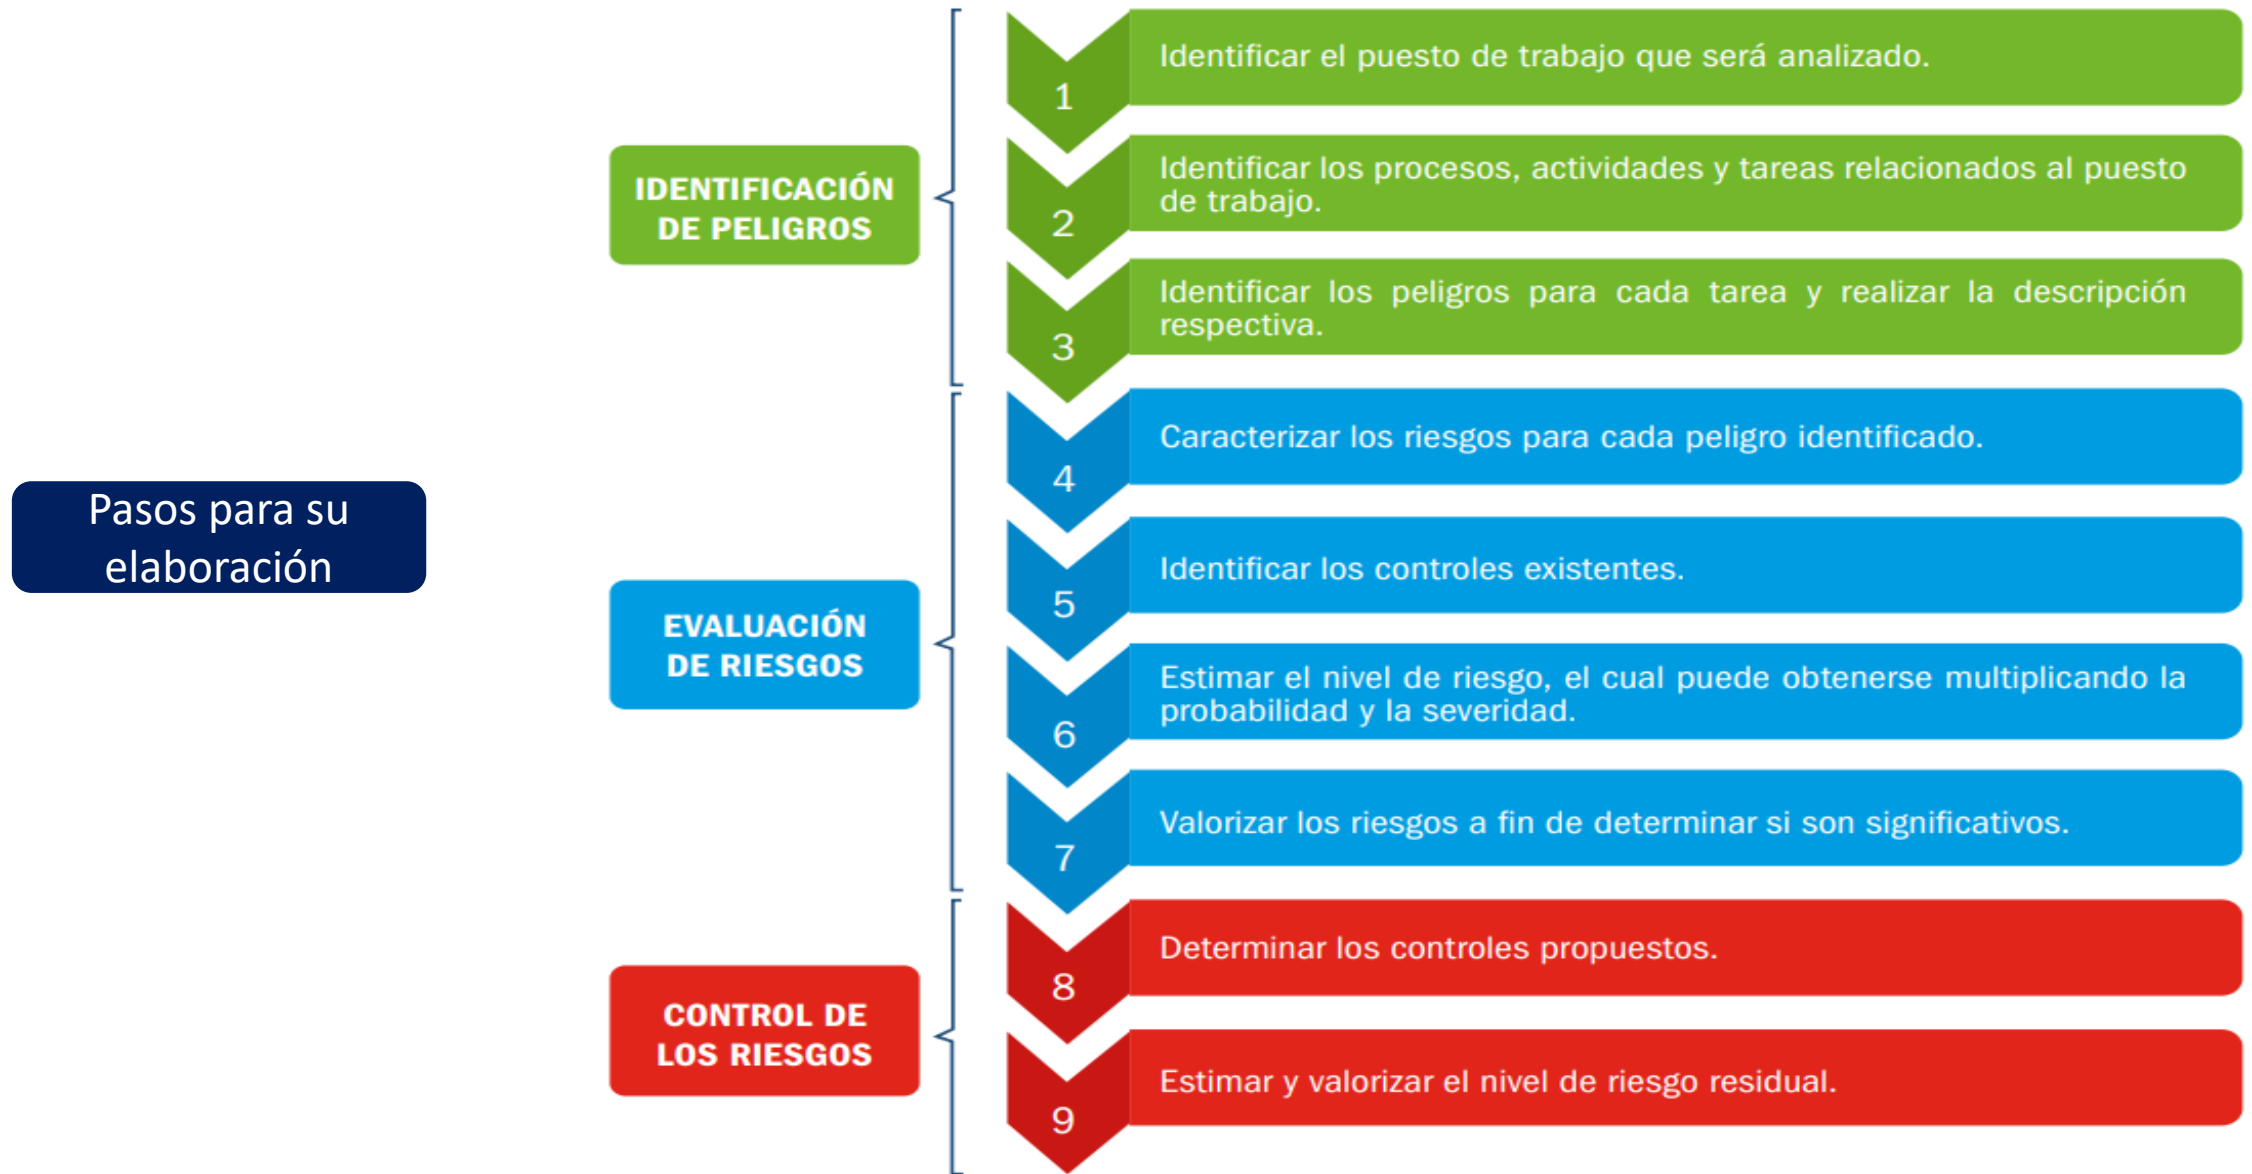 Pasos para su
elaboración
IDENTIFICACIÓN
DE PELIGROS
1
Identificar el puesto de trabajo que será analizado.
2
Identificar los procesos, actividades y tareas relacionados al puesto
de trabajo.
3
Identificar los peligros para cada tarea y realizar la descripción
respectiva.
EVALUACIÓN
DE RIESGOS
4
Caracterizar los riesgos para cada peligro identificado.
5
Identificar los controles existentes.
6
Estimar el nivel de riesgo, el cual puede obtenerse multiplicando la
probabilidad y la severidad.
7
Valorizar los riesgos a fin de determinar si son significativos.
CONTROL DE
LOS RIESGOS
8
Determinar los controles propuestos.
9
Estimar y valorizar el nivel de riesgo residual.